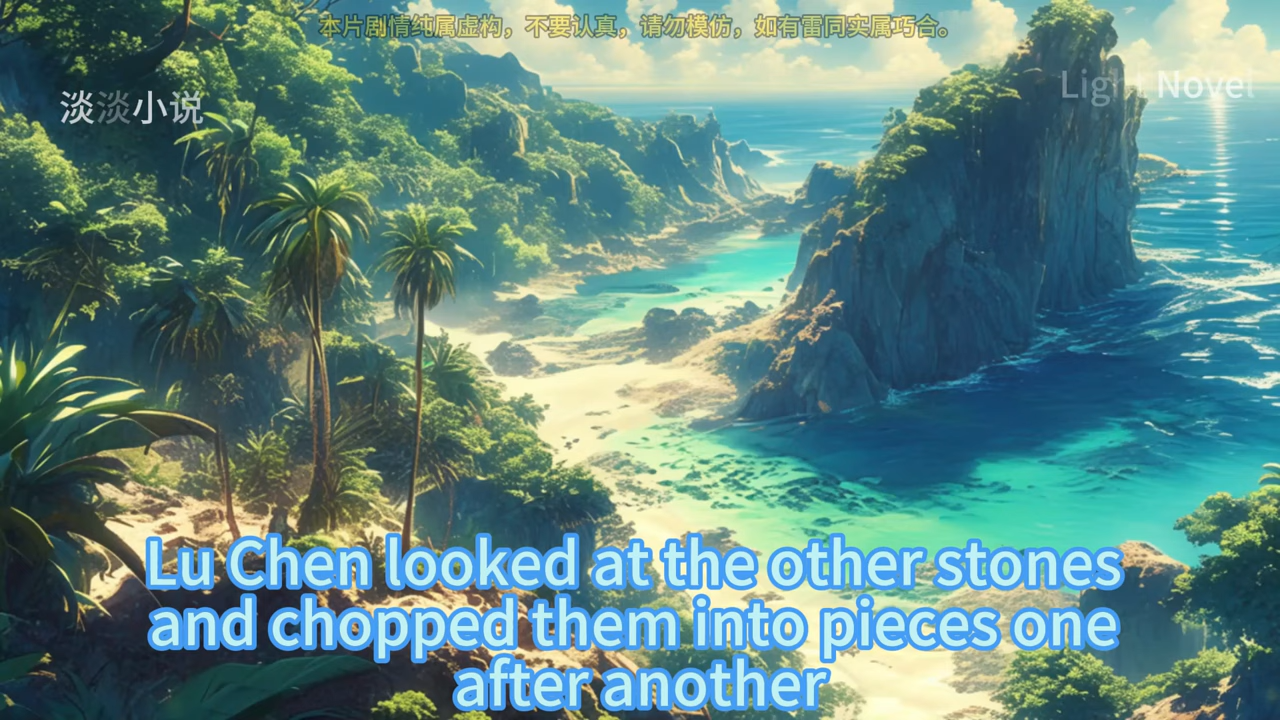 本片剧情纯属虚构，不要认真，请勿模仿，如有雷同实属巧合。
淡淡小说
Light Novel
Lu Chen looked at the other stones
and chopped them into pieces one
after another